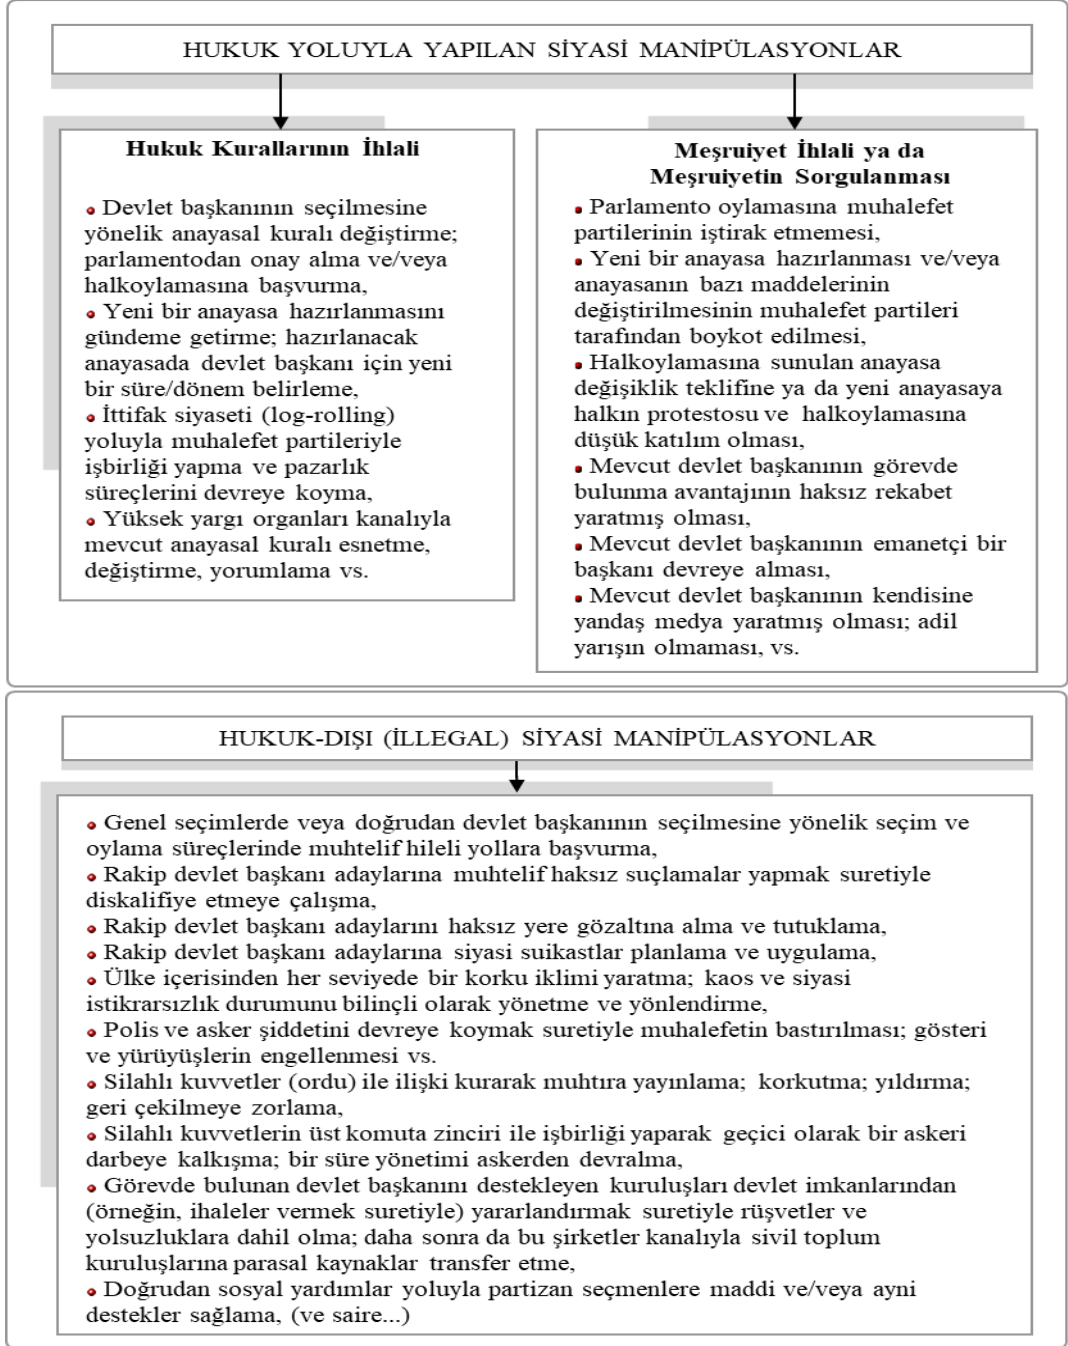 HUKUK YOLUYLA YAPILAN SİYASİ MANİPÜLASYONLAR
Hukuk Kurallarının İhlali
• Devlet başkanının seçilmesine
yönelik anayasal kuralı değiştirme;
parlamentodan onay alma ve/veya
halkoylamasına başvurma,
• Yeni bir anayasa hazırlanmasını
gündeme getirme; hazırlanacak
anayasada devlet başkanı için yeni
bir süre/dönem belirleme,
• İttifak siyaseti (log-rolling)
yoluyla muhalefet partileriyle
işbirliği yapma ve pazarlık
süreçlerini devreye koyma,
• Yüksek yargı organları kanalıyla
mevcut anayasal kuralı esnetme,
değiştirme, yorumlama vs.
Meşruiyet İhlali ya da
Meşruiyetin Sorgulanması
• Parlamento oylamasına muhalefet
partilerinin iştirak etmemesi,
• Yeni bir anayasa hazırlanması ve/veya
anayasanın bazı maddelerinin
değiştirilmesinin muhalefet partileri
tarafından boykot edilmesi,
• Halkoylamasına sunulan anayasa
değişiklik teklifine ya da yeni anayasaya
halkın protestosu ve halkoylamasına
düşük katılım olması,
• Mevcut devlet başkanının görevde
bulunma avantajının haksız rekabet
yaratmış olması,
• Mevcut devlet başkanının emanetçi bir
başkanı devreye alması,
• Mevcut devlet başkanının kendisine
yandaş medya yaratmış olması; adil
yarışın olmaması, vs.
HUKUK-DIŞI (İLLEGAL) SİYASİ MANİPÜLASYONLAR
• Genel seçimlerde veya doğrudan devlet başkanının seçilmesine yönelik seçim ve
oylama süreçlerinde muhtelif hileli yollara başvurma,
• Rakip devlet başkanı adaylarına muhtelif haksız suçlamalar yapmak suretiyle
diskalifiye etmeye çalışma,
• Rakip devlet başkanı adaylarını haksız yere gözaltına alma ve tutuklama,
• Rakip devlet başkanı adaylarına siyasi suikastlar planlama ve uygulama,
• Ülke içerisinden her seviyede bir korku iklimi yaratma; kaos ve siyasi
istikrarsızlık durumunu bilinçli olarak yönetme ve yönlendirme,
• Polis ve asker şiddetini devreye koymak suretiyle muhalefetin bastırılması; gösteri
ve yürüyüşlerin engellenmesi vs.
• Silahlı kuvvetler (ordu) ile ilişki kurarak muhtıra yayınlama; korkutma; yıldırma;
geri çekilmeye zorlama,
• Silahlı kuvvetlerin üst komuta zinciri ile işbirliği yaparak geçici olarak bir askeri
darbeye kalkışma; bir süre yönetimi askerden devralma,
• Görevde bulunan devlet başkanını destekleyen kuruluşları devlet imkanlarından
(örneğin, ihaleler vermek suretiyle) yararlandırmak suretiyle rüşvetler ve
yolsuzluklara dahil olma; daha sonra da bu şirketler kanalıyla sivil toplum
kuruluşlarına parasal kaynaklar transfer etme,
• Doğrudan sosyal yardımlar yoluyla partizan seçmenlere maddi ve/veya ayni
destekler sağlama, (ve saire...)